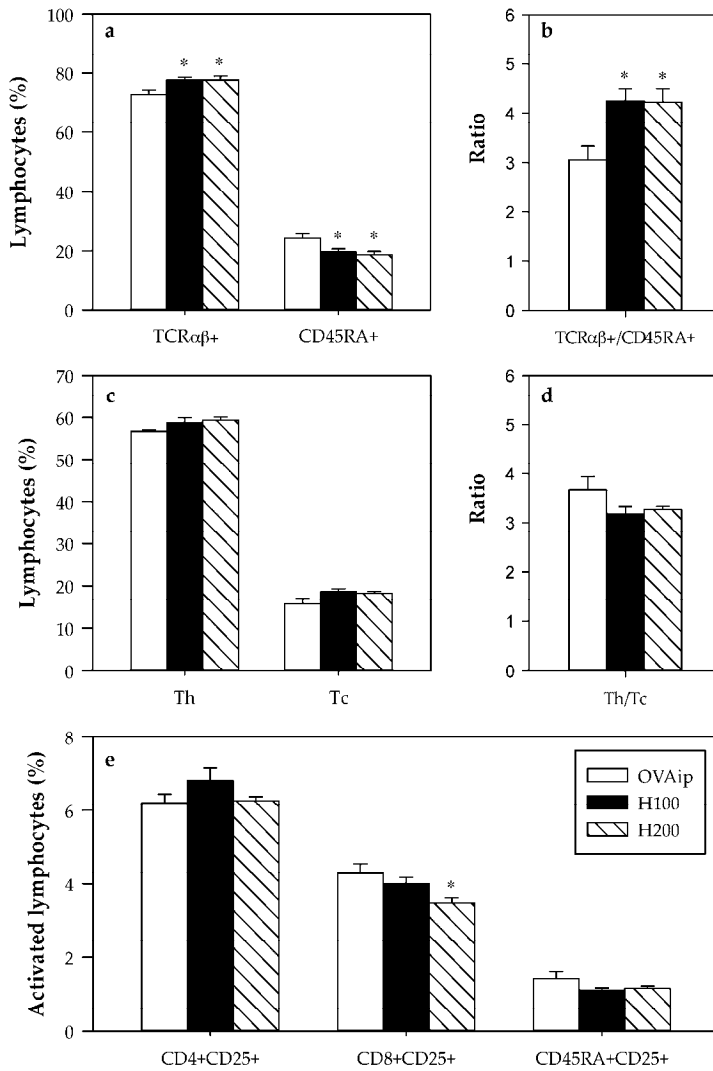 a
Lymphocytes (%)
100
80
60
40
20
0
* *
* *
TCRαβ+ CD45RA+
b
Ratio
6
5
4
3
2
1
0
* *
TCRαβ+/CD45RA+
c
Lymphocytes (%)
70
60
50
40
30
20
10
0
Th Tc
d
Ratio
6
5
4
3
2
1
0
Th/Tc
e
Activated lymphocytes (%)
8
6
4
2
0
*
OVAip
H100
H200
CD4+CD25+ CD8+CD25+ CD45RA+CD25+